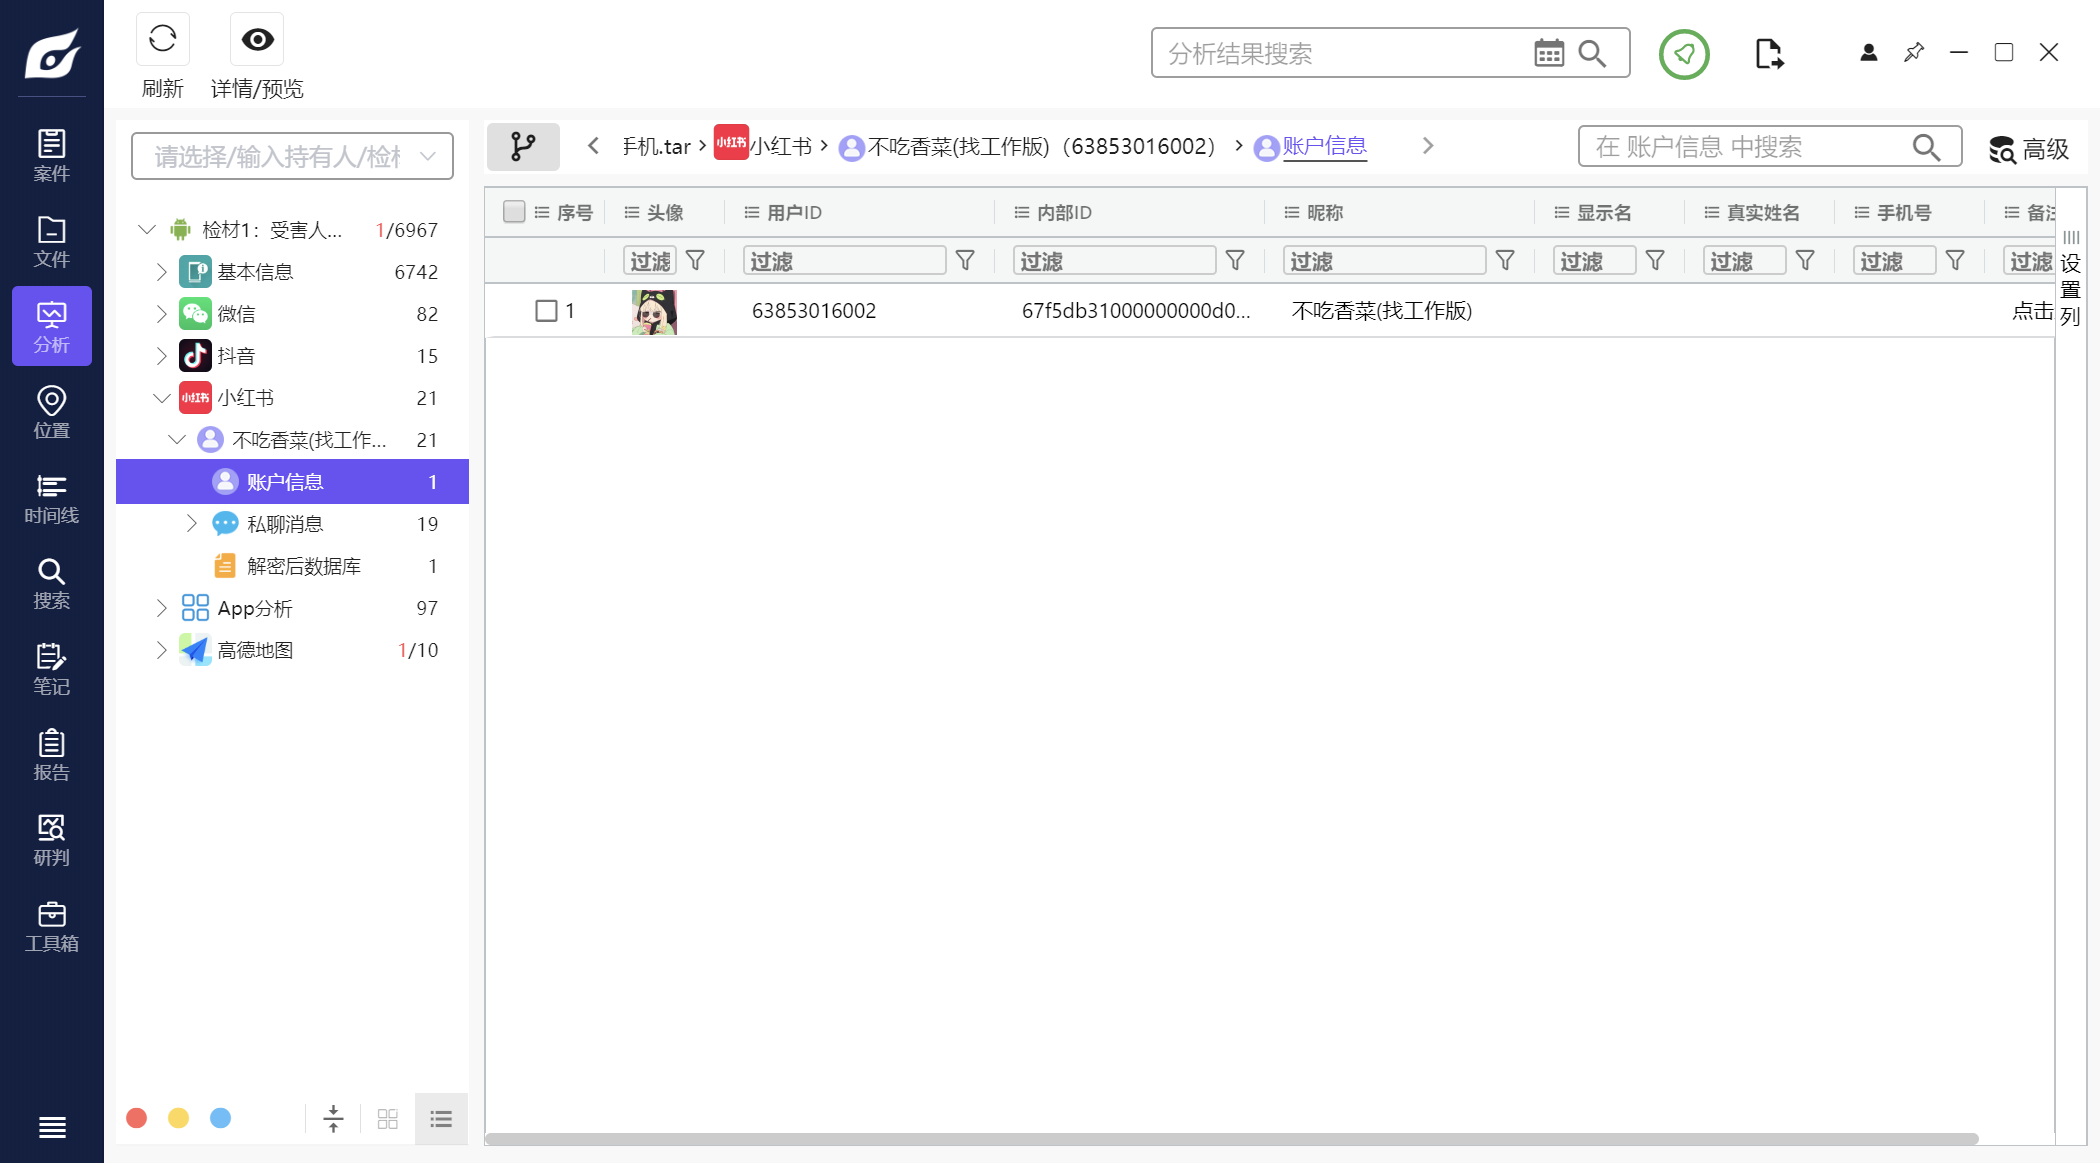 刷新
详情/预览
分析结果搜索
案件
文件
分析
位置
时间线
搜索
笔记
报告
研判
工具箱
请选择/输入持有人/检材
检材1：受害人... 1/6967
基本信息 6742
微信 82
抖音 15
小红书 21
不吃香菜(找工作... 21
账户信息 1
私聊消息 19
解密后数据库 1
App分析 97
高德地图 1/10
手机.tar 小红书 小红书 不吃香菜(找工作版)（63853016002） 账户信息
在 账户信息 中搜索
高级
序号 头像 用户ID 内部ID 昵称 显示名 真实姓名 手机号 备注
过滤 过滤 过滤 过滤 过滤 过滤 过滤 过滤
1 63853016002 67f5db31000000000d0... 不吃香菜(找工作版) 点击
设置列